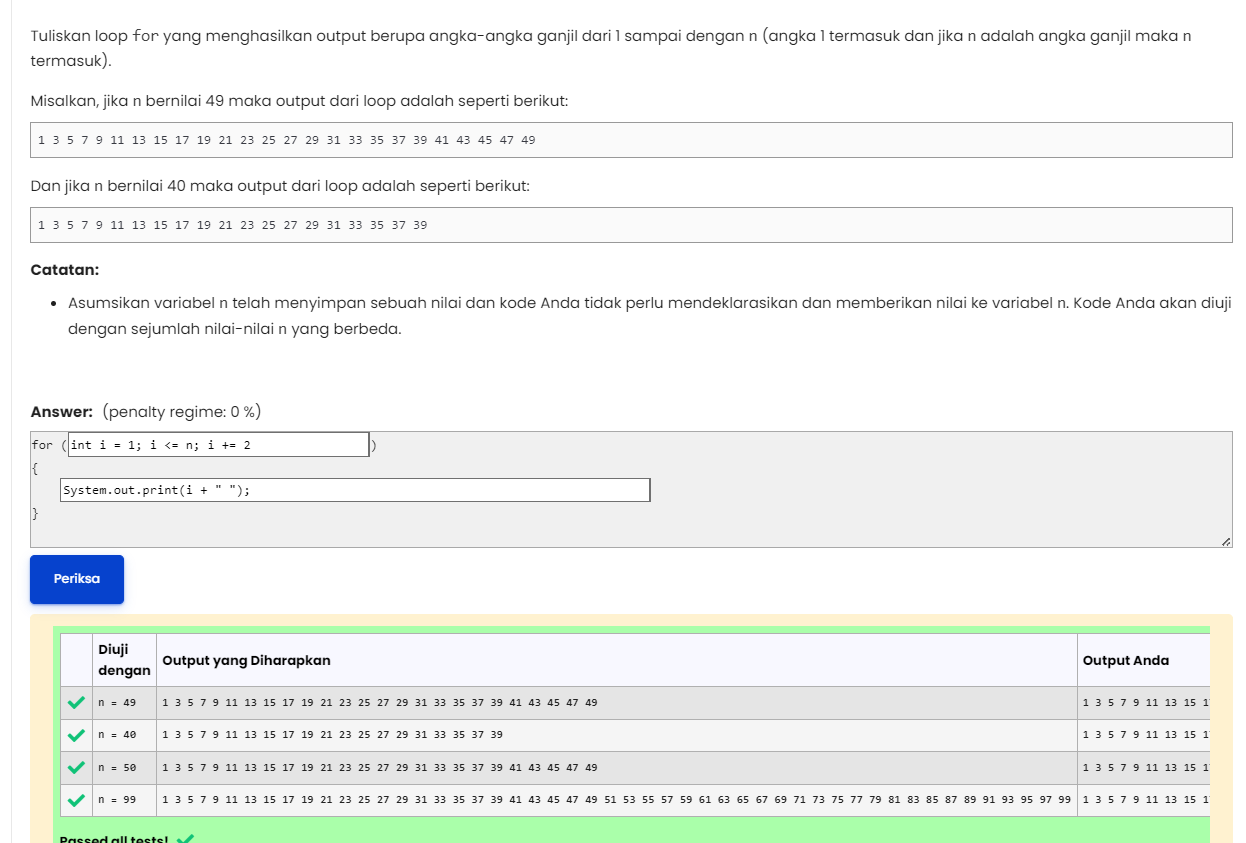 Tuliskan loop for yang menghasilkan output berupa angka-angka ganjil dari 1 sampai dengan n (angka 1 termasuk dan jika n adalah angka ganjil maka n
termasuk).
Misalkan, jika n bernilai 49 maka output dari loop adalah seperti berikut:
1 3 5 7 9 11 13 15 17 19 21 23 25 27 29 31 33 35 37 39 41 43 45 47 49
Dan jika n bernilai 40 maka output dari loop adalah seperti berikut:
1 3 5 7 9 11 13 15 17 19 21 23 25 27 29 31 33 35 37 39
Catatan:
• Asumsikan variabel n telah menyimpan sebuah nilai dan kode Anda tidak perlu mendeklarasikan dan memberikan nilai ke variabel n. Kode Anda akan diuji
dengan sejumlah nilai-nilai n yang berbeda.
Answer: (penalty regime: 0 %)
for (int i = 1; i <= n; i += 2)
{
System.out.print(i + " ");
}
Periksa
Diuji dengan Output yang Diharapkan Output Anda
n = 49 1 3 5 7 9 11 13 15 17 19 21 23 25 27 29 31 33 35 37 39 41 43 45 47 49 1 3 5 7 9 11 13 15
n = 40 1 3 5 7 9 11 13 15 17 19 21 23 25 27 29 31 33 35 37 39 1 3 5 7 9 11 13 15
n = 50 1 3 5 7 9 11 13 15 17 19 21 23 25 27 29 31 33 35 37 39 41 43 45 47 49 1 3 5 7 9 11 13 15
n = 99 1 3 5 7 9 11 13 15 17 19 21 23 25 27 29 31 33 35 37 39 41 43 45 47 49 51 53 55 57 59 61 63 65 67 69 71 73 75 77 79 81 83 85 87 89 91 93 95 97 99 1 3 5 7 9 11 13 15
Passed all tests!